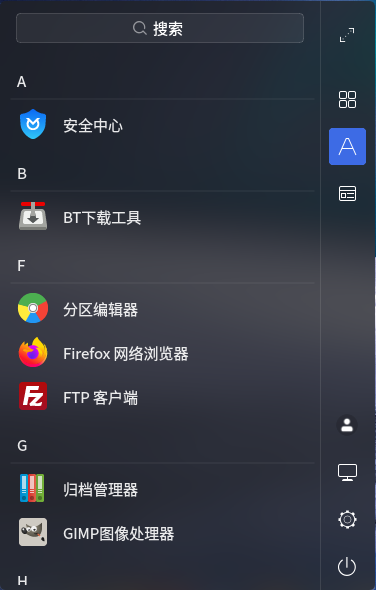 搜索
A
A
安全中心
B
BT下载工具
F
分区编辑器
Firefox 网络浏览器
Fz
FTP 客户端
G
归档管理器
GIMP图像处理器
H